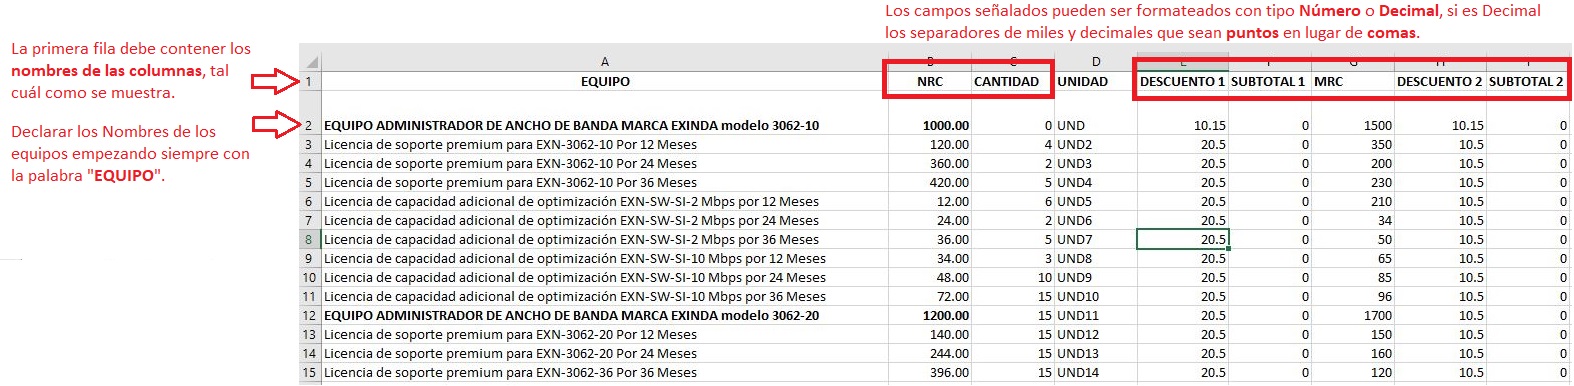 Los campos señalados pueden ser formateados con tipo Número o Decimal, si es Decimal
los separadores de miles y decimales que sean puntos en lugar de comas.
La primera fila debe contener los
nombres de las columnas, tal
cuál como se muestra.
Declarar los Nombres de los
equipos empezando siempre con
la palabra "EQUIPO".
A B C D E F G H I
1 EQUIPO NRC CANTIDAD UNIDAD DESCUENTO 1 SUBTOTAL 1 MRC DESCUENTO 2 SUBTOTAL 2
2 EQUIPO ADMINISTRADOR DE ANCHO DE BANDA MARCA EXINDA modelo 3062-10 1000.00 0 UND 10.15 0 1500 10.15 0
3 Licencia de soporte premium para EXN-3062-10 Por 12 Meses 120.00 4 UND2 20.5 0 350 10.5 0
4 Licencia de soporte premium para EXN-3062-10 Por 24 Meses 360.00 2 UND3 20.5 0 200 10.5 0
5 Licencia de soporte premium para EXN-3062-10 Por 36 Meses 420.00 5 UND4 20.5 0 230 10.5 0
6 Licencia de capacidad adicional de optimización EXN-SW-SI-2 Mbps por 12 Meses 12.00 6 UND5 20.5 0 210 10.5 0
7 Licencia de capacidad adicional de optimización EXN-SW-SI-2 Mbps por 24 Meses 24.00 2 UND6 20.5 0 34 10.5 0
8 Licencia de capacidad adicional de optimización EXN-SW-SI-2 Mbps por 36 Meses 36.00 5 UND7 20.5 0 50 10.5 0
9 Licencia de capacidad adicional de optimización EXN-SW-SI-10 Mbps por 12 Meses 34.00 3 UND8 20.5 0 65 10.5 0
10 Licencia de capacidad adicional de optimización EXN-SW-SI-10 Mbps por 24 Meses 48.00 10 UND9 20.5 0 85 10.5 0
11 Licencia de capacidad adicional de optimización EXN-SW-SI-10 Mbps por 36 Meses 72.00 15 UND10 20.5 0 96 10.5 0
12 EQUIPO ADMINISTRADOR DE ANCHO DE BANDA MARCA EXINDA modelo 3062-20 1200.00 15 UND11 20.5 0 1700 10.5 0
13 Licencia de soporte premium para EXN-3062-20 Por 12 Meses 140.00 15 UND12 20.5 0 150 10.5 0
14 Licencia de soporte premium para EXN-3062-20 Por 24 Meses 244.00 15 UND13 20.5 0 160 10.5 0
15 Licencia de soporte premium para EXN-3062-36 Por 36 Meses 396.00 15 UND14 20.5 0 120 10.5 0